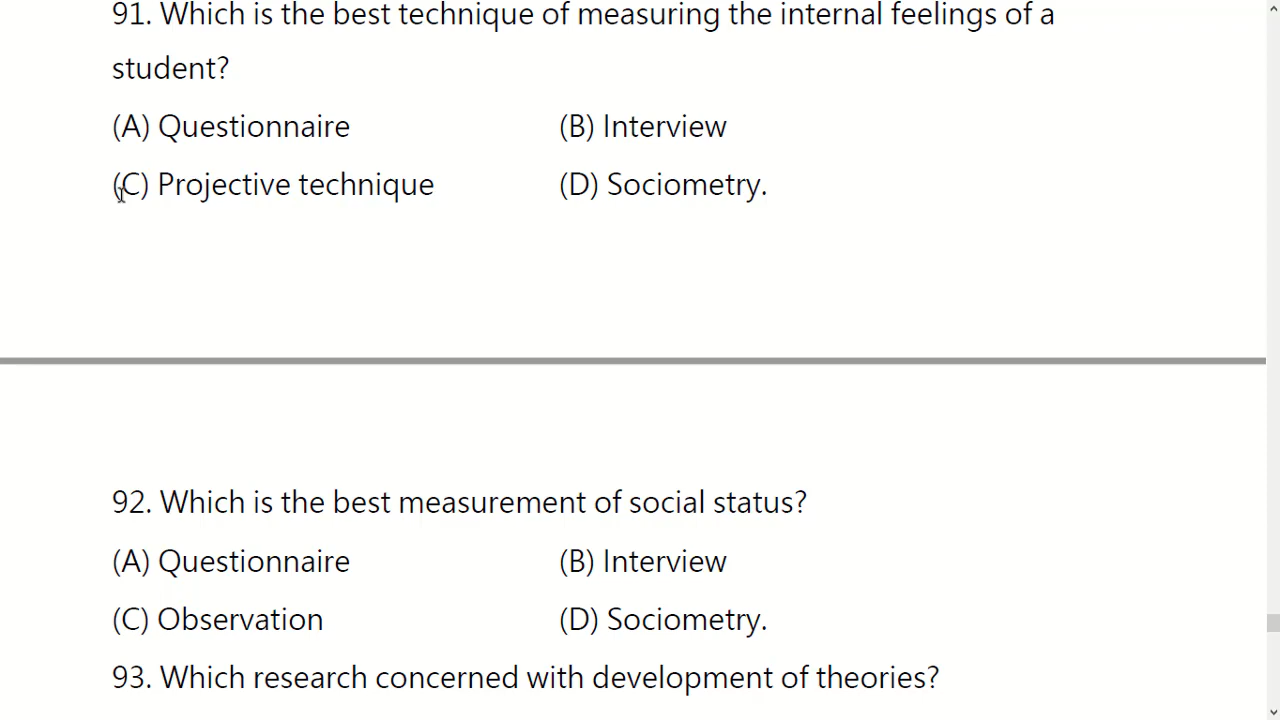 91. Which is the best technique of measuring the internal feelings of a
student?
(A) Questionnaire (B) Interview
(C) Projective technique (D) Sociometry.
92. Which is the best measurement of social status?
(A) Questionnaire (B) Interview
(C) Observation (D) Sociometry.
93. Which research concerned with development of theories?